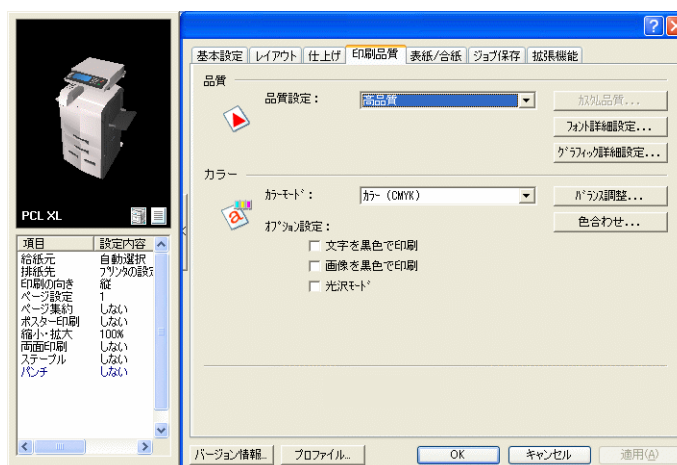 基本設定 レイアウト 仕上げ 印刷品質 表紙/合紙 ジョブ保存 拡張機能
品質
品質設定: 高品質 カスタム品質...
フォント詳細設定...
グラフィック詳細設定...
カラー
カラーモード: カラー (CMYK) バランス調整...
オプション設定: 色合わせ...
文字を黒色で印刷
画像を黒色で印刷
光沢モード
PCL XL
項目 設定内容
給紙元 自動選択
排紙先 プリンタの設定
印刷の向き 縦
ページ設定 1
ページ集約 しない
ポスター印刷 しない
縮小・拡大 100%
両面印刷 しない
ステープル しない
パンチ しない
バージョン情報... プロファイル... OK キャンセル 適用(A)